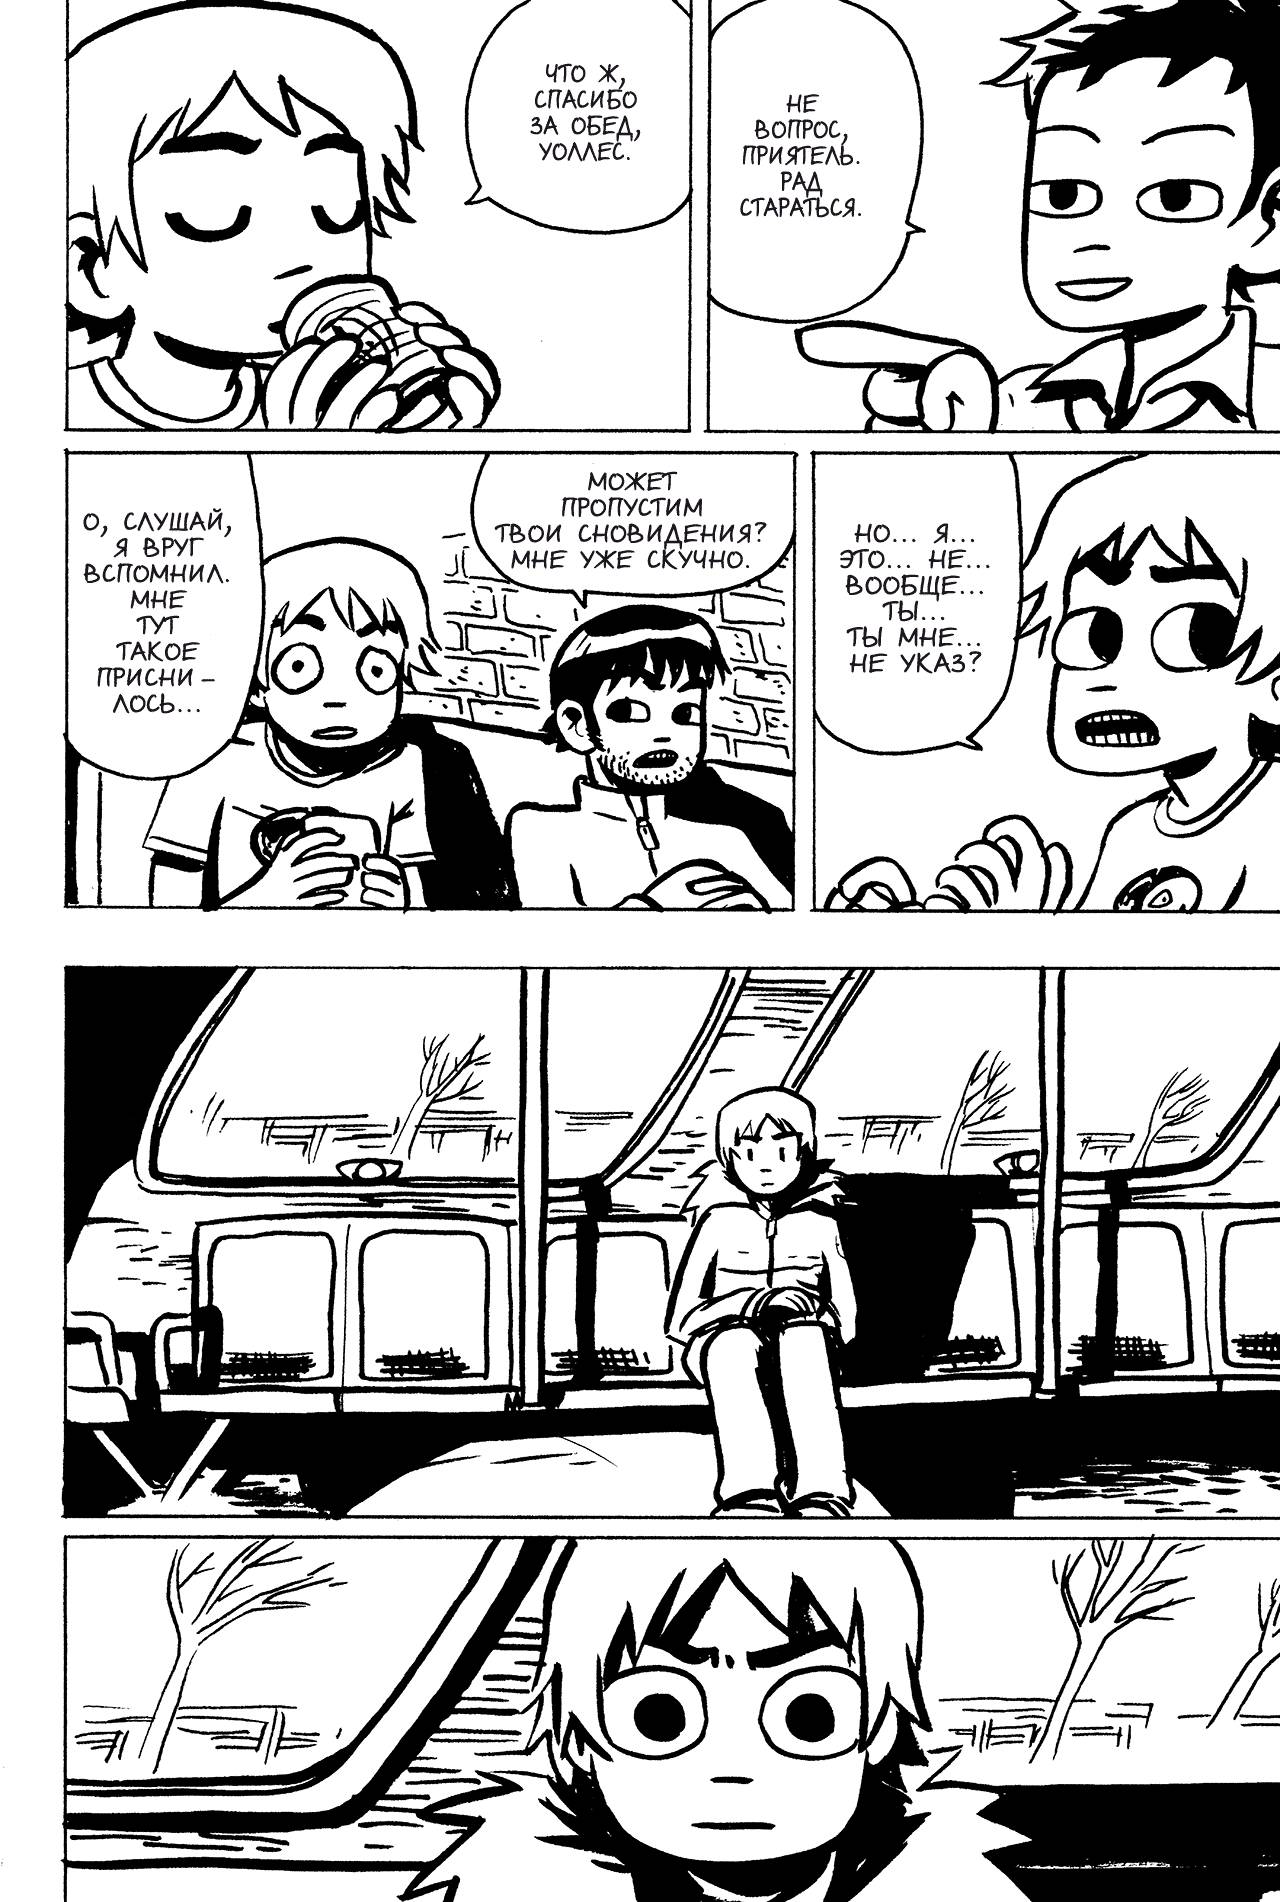 ЧТО Ж,
СПАСИБО
ЗА ОБЕД,
УОЛЛЕС.
НЕ
ВОПРОС,
ПРИЯТЕЛЬ.
РАД
СТАРАТЬСЯ.
О, СЛУШАЙ,
Я ВРУГ
ВСПОМНИЛ.
МНЕ
ТУТ
ТАКОЕ
ПРИСНИ –
ЛОСЬ...
МОЖЕТ
ПРОПУСТИМ
ТВОИ СНОВИДЕНИЯ?
МНЕ УЖЕ СКУЧНО.
НО... Я...
ЭТО... НЕ...
ВООБЩЕ...
ТЫ...
ТЫ МНЕ...
НЕ УКАЗ?